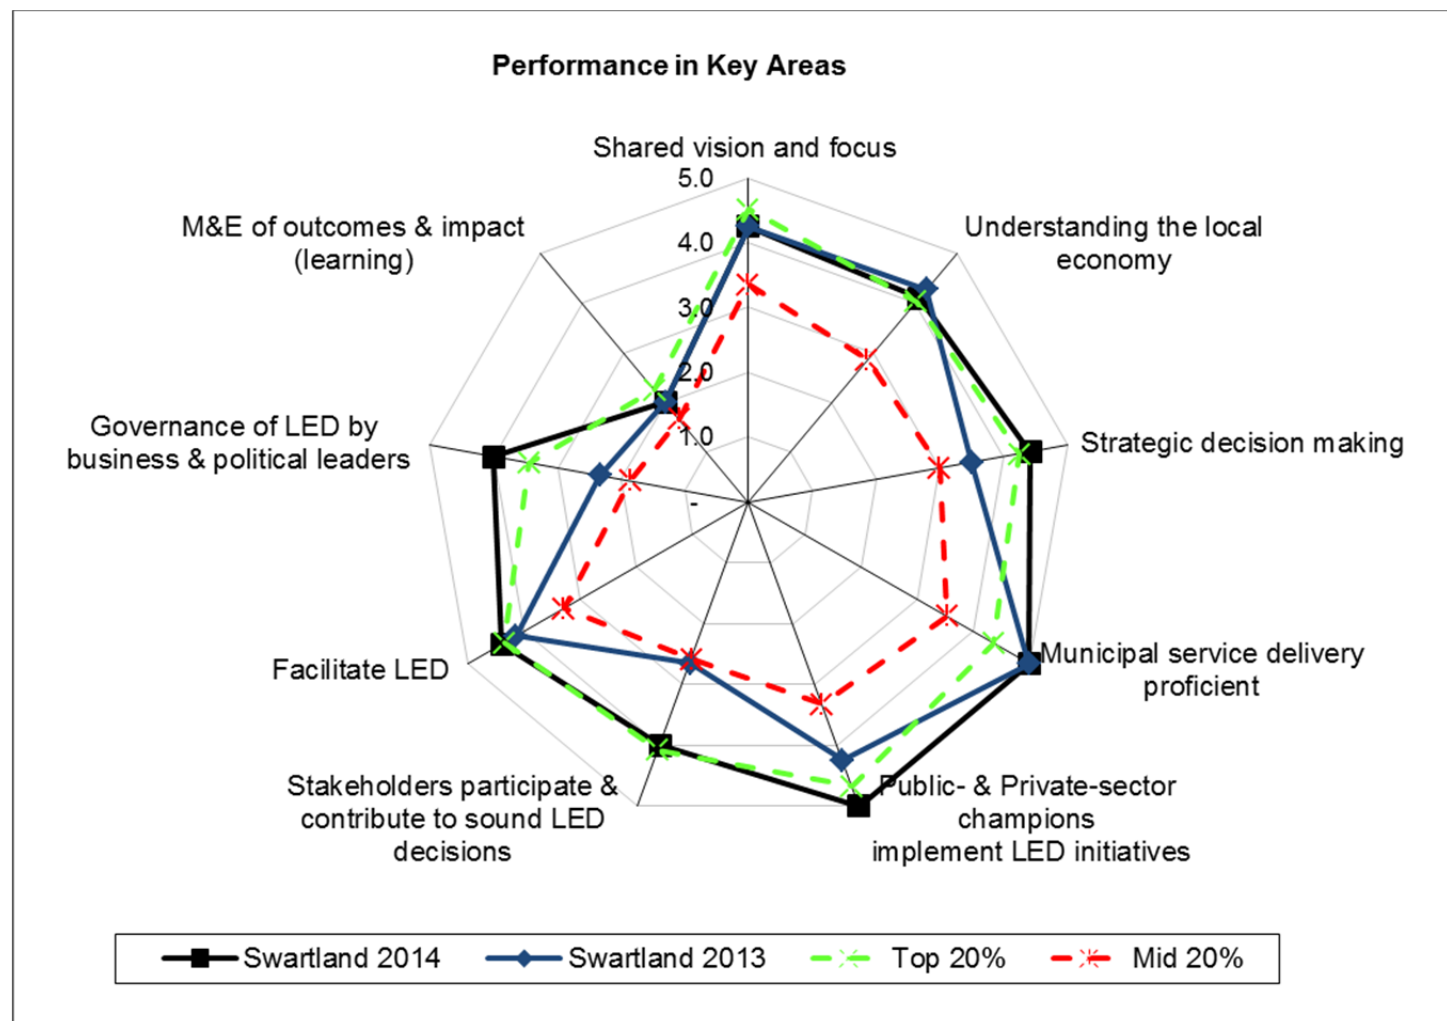 Performance in Key Areas
Shared vision and focus
5.0
4.0
3.0
2.0
1.0
-
Understanding the local
economy
Strategic decision making
Municipal service delivery
proficient
Public- & Private-sector
champions
implement LED initiatives
Stakeholders participate &
contribute to sound LED
decisions
Facilitate LED
Governance of LED by
business & political leaders
M&E of outcomes & impact
(learning)
Swartland 2014 Swartland 2013 Top 20% Mid 20%